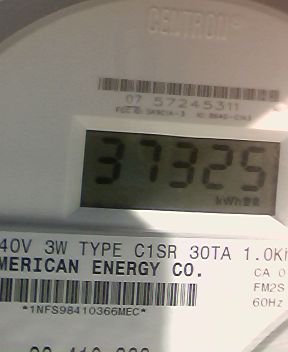 CENTRON®
07 57245311
37325
kWh
40V 3W TYPE C1SR 30TA 1.0Kh
MERICAN ENERGY CO.
CA 0
FM2S
60Hz
*1NFS98410366MEC*